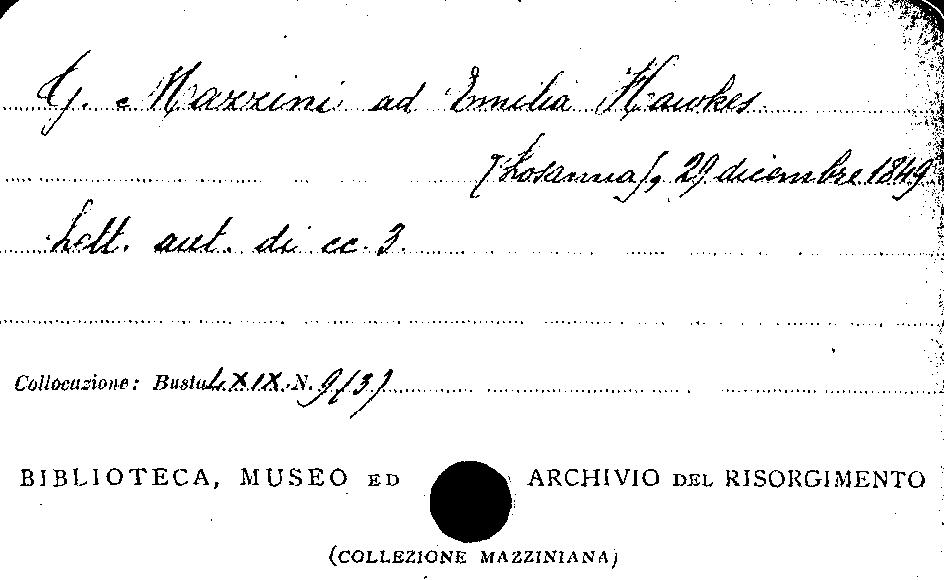 G. Mazzini ad Emilia Hawkes
[Losanna], 29 dicembre 1849
Lett. aut. di cc. 3.
Collocazione: Busta LXIX N. 9(3)
BIBLIOTECA, MUSEO ED ARCHIVIO DEL RISORGIMENTO
(COLLEZIONE MAZZINIANA)